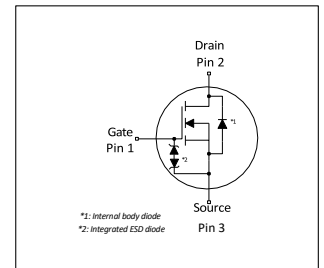 Drain
Pin 2
*1
Gate
Pin 1
*2
Source
Pin 3
*1: Internal body diode
*2: Integrated ESD diode